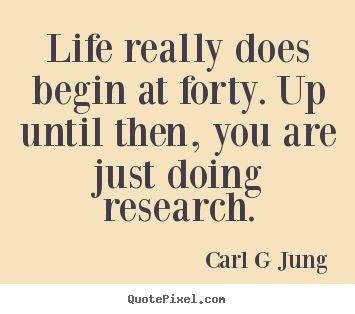 Life really does
begin at forty. Up
until then, you are
just doing
research.
Carl G Jung
QuotePixel.com